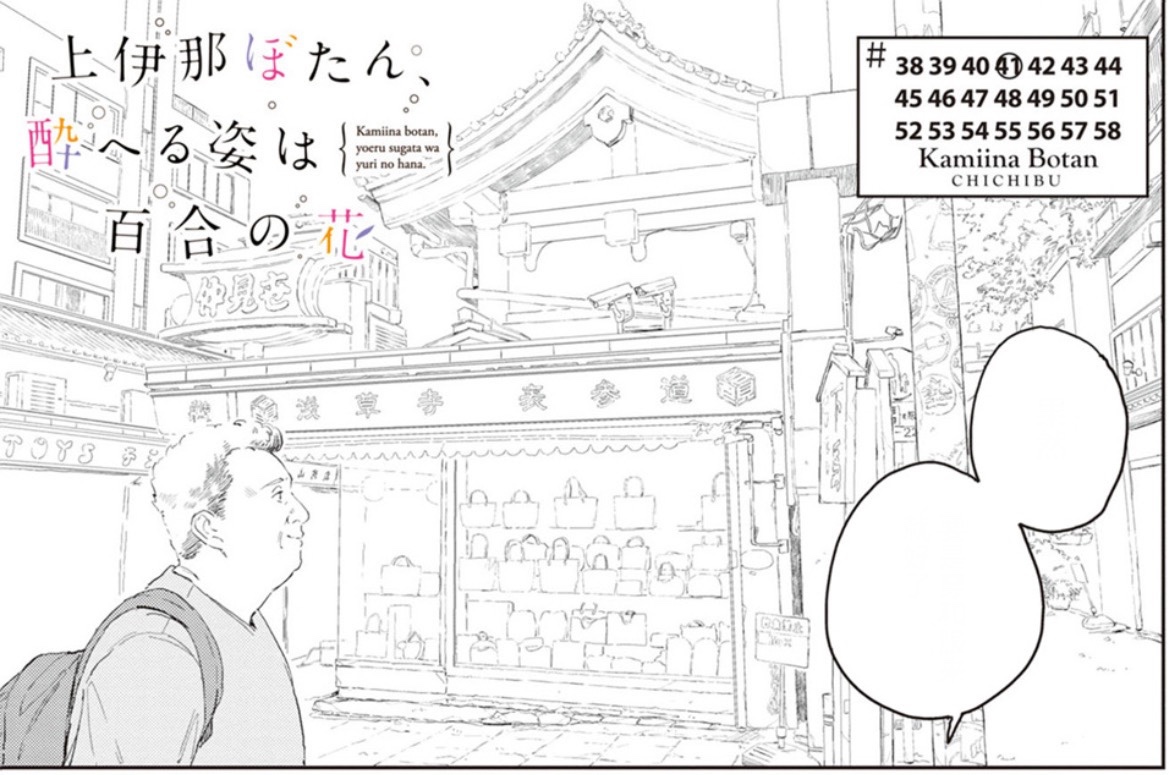 上伊那ぼたん、
酔へる姿は
百合の花
Kamiina botan,
yoeru sugata wa
yuri no hana.
# 38 39 40 41 42 43 44
45 46 47 48 49 50 51
52 53 54 55 56 57 58
Kamiina Botan
CHICHIBU
仲見世
浅草寺 表参道
TOYS